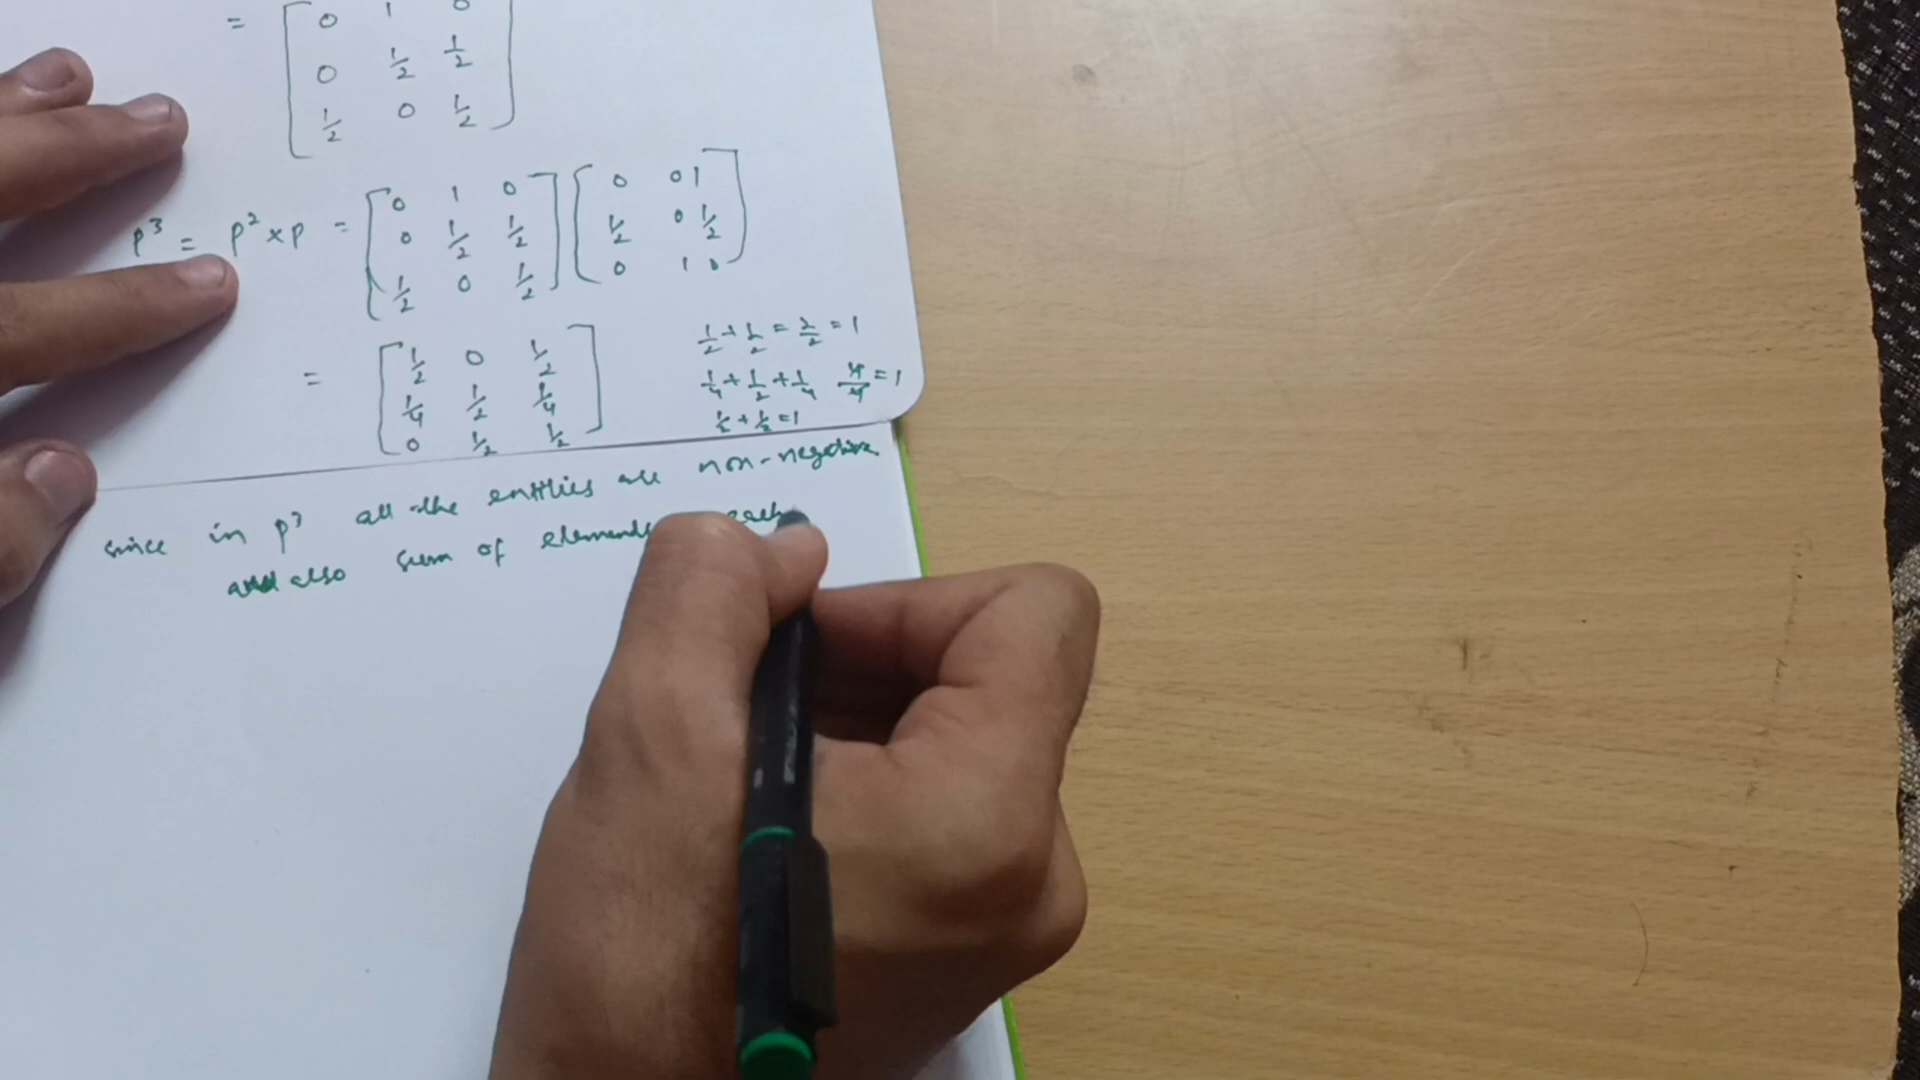 = [ 0 1 0
0 1/2 1/2
1/2 0 1/2 ]
p³ = p² x p = [ 0 1 0 ] [ 0 0 1 ]
[ 0 1/2 1/2 ] [ 1/2 0 1/2 ]
[ 1/2 0 1/2 ] [ 0 1 0 ]
= [ 1/2 0 1/2 ] 1/2 + 1/2 = 2/2 = 1
[ 1/4 1/2 1/4 ] 1/4 + 1/2 + 1/4 4/4 = 1
[ 0 1/2 1/2 ] 1/2 + 1/2 = 1
since in p³ all the entries are non-negative
and also sum of elements each